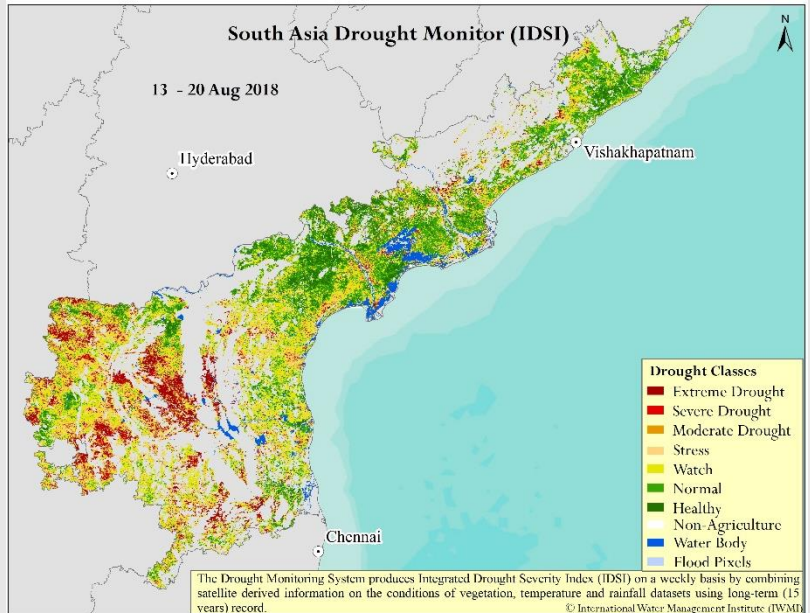 South Asia Drought Monitor (IDSI)
N
13 - 20 Aug 2018
Hyderabad
Vishakhapatnam
Drought Classes
Extreme Drought
Severe Drought
Moderate Drought
Stress
Watch
Normal
Healthy
Non-Agriculture
Water Body
Flood Pixels
Chennai
The Drought Monitoring System produces Integrated Drought Severity Index (IDSI) on a weekly basis by combining
satellite derived information on the conditions of vegetation, temperature and rainfall datasets using long-term (15
years) record.
© International Water Management Institute (IWMI)